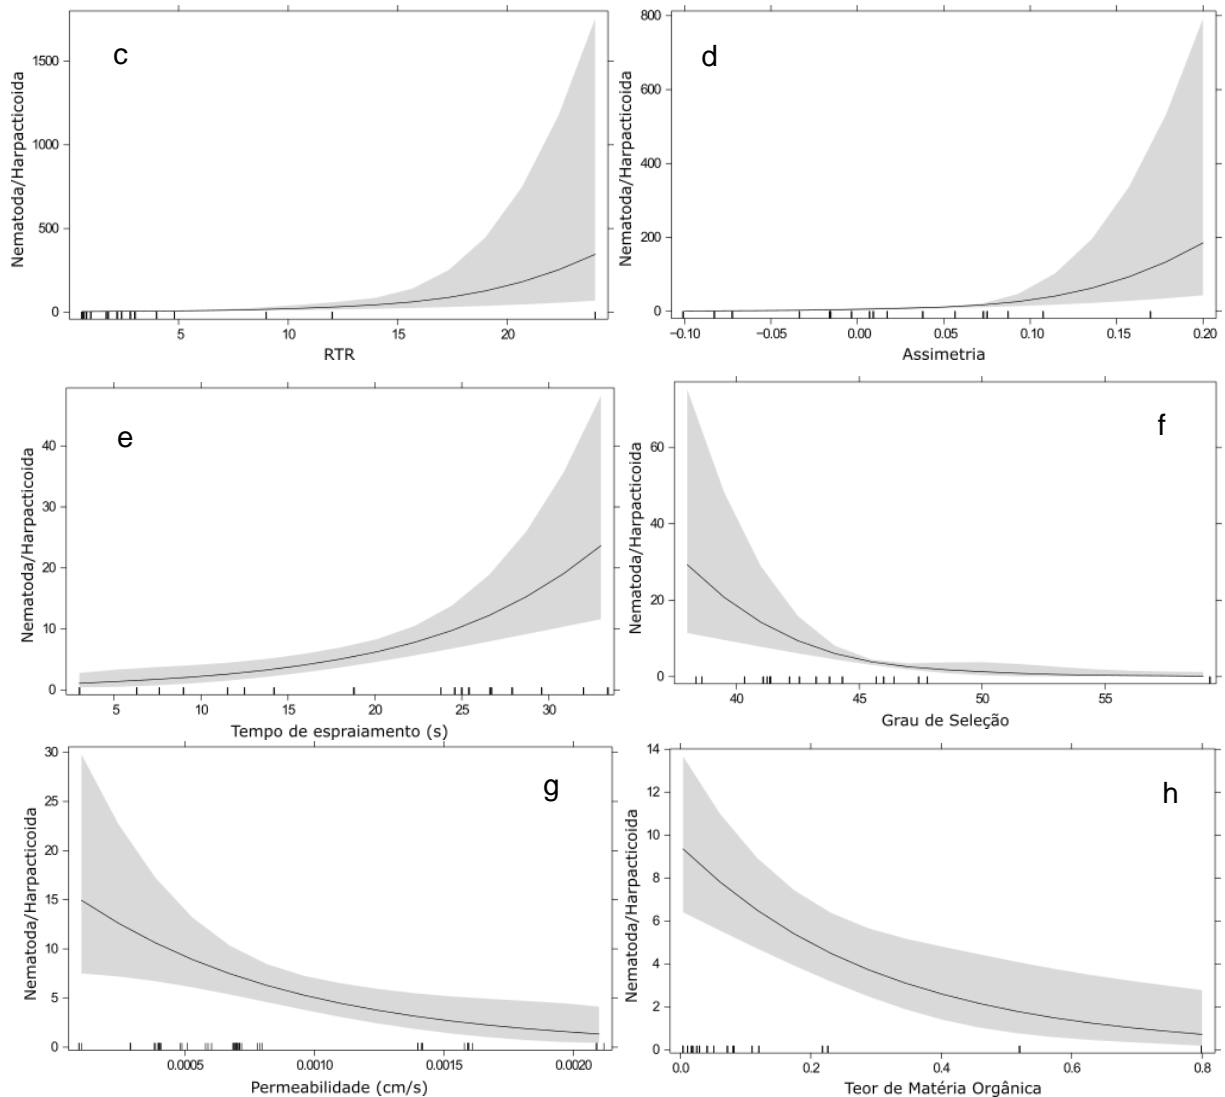 c
Nematoda/Harpacticoida
1500
1000
500
0
5 10 15 20
RTR
d
Nematoda/Harpacticoida
800
600
400
200
0
−0.10 −0.05 0.00 0.05 0.10 0.15 0.20
Assimetria
e
Nematoda/Harpacticoida
40
30
20
10
0
5 10 15 20 25 30
Tempo de espraiamento (s)
f
Nematoda/Harpacticoida
60
40
20
0
40 45 50 55
Grau de Seleção
g
Nematoda/Harpacticoida
30
25
20
15
10
5
0
0.0005 0.0010 0.0015 0.0020
Permeabilidade (cm/s)
h
Nematoda/Harpacticoida
14
12
10
8
6
4
2
0
0.0 0.2 0.4 0.6 0.8
Teor de Matéria Orgânica